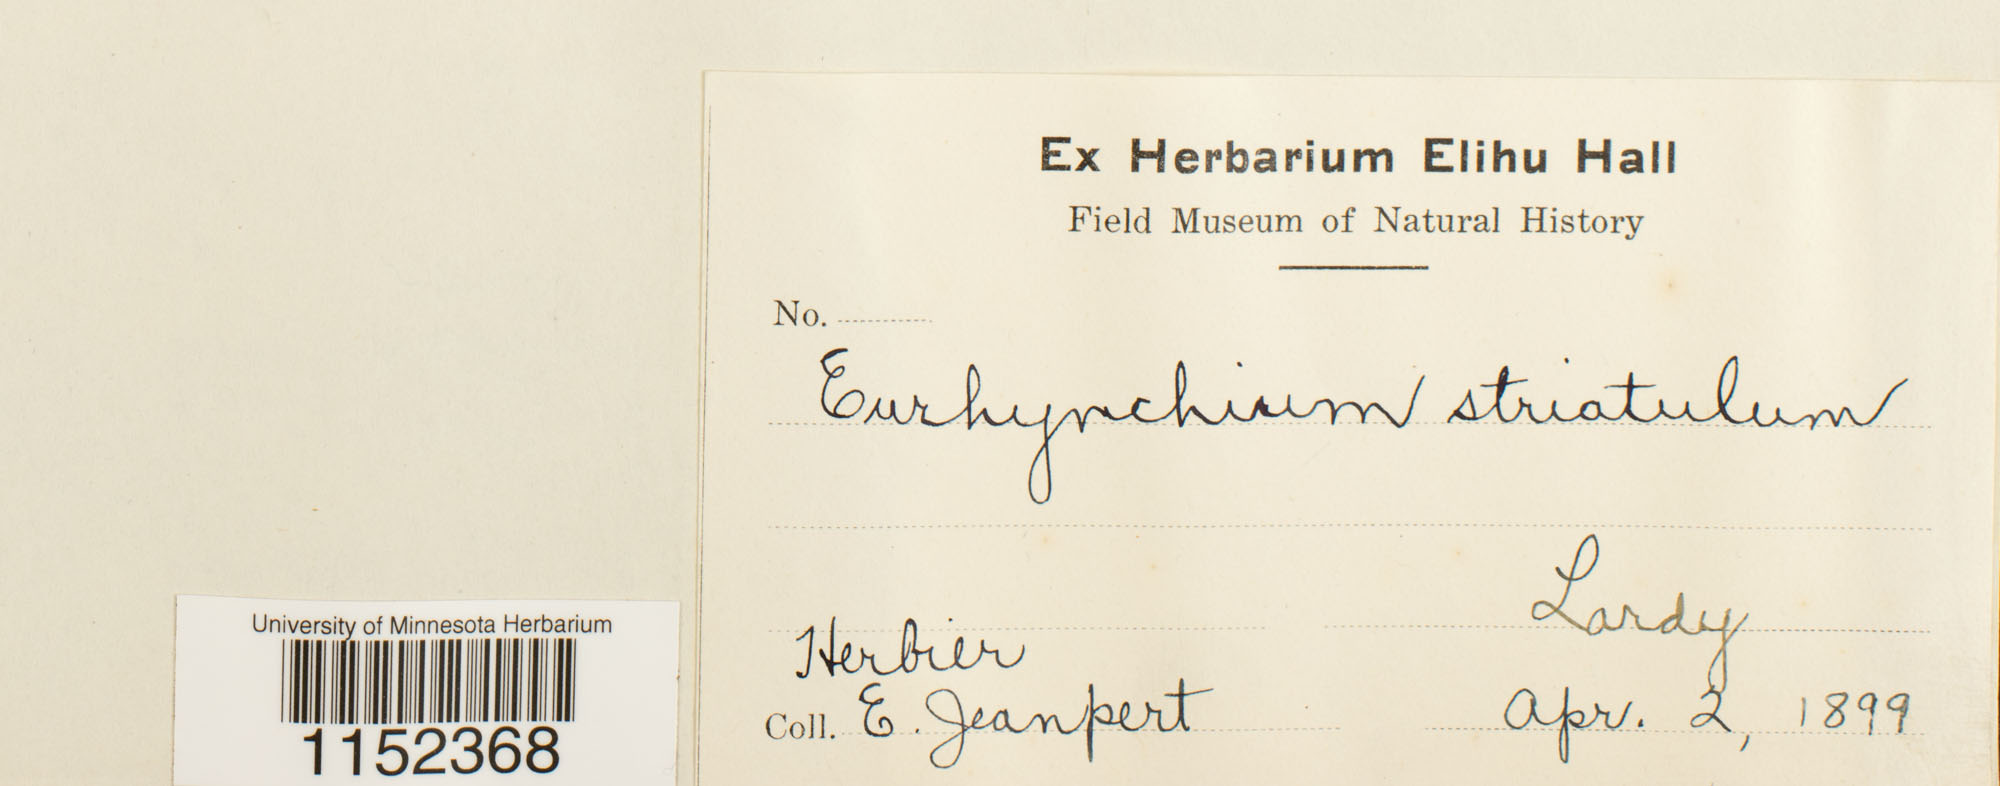 Ex Herbarium Elihu Hall
Field Museum of Natural History
No.
Eurhynchium striatulum
Lardy
Herbier
Coll. E. Jeanpert Apr. 2, 1899
University of Minnesota Herbarium
1152368